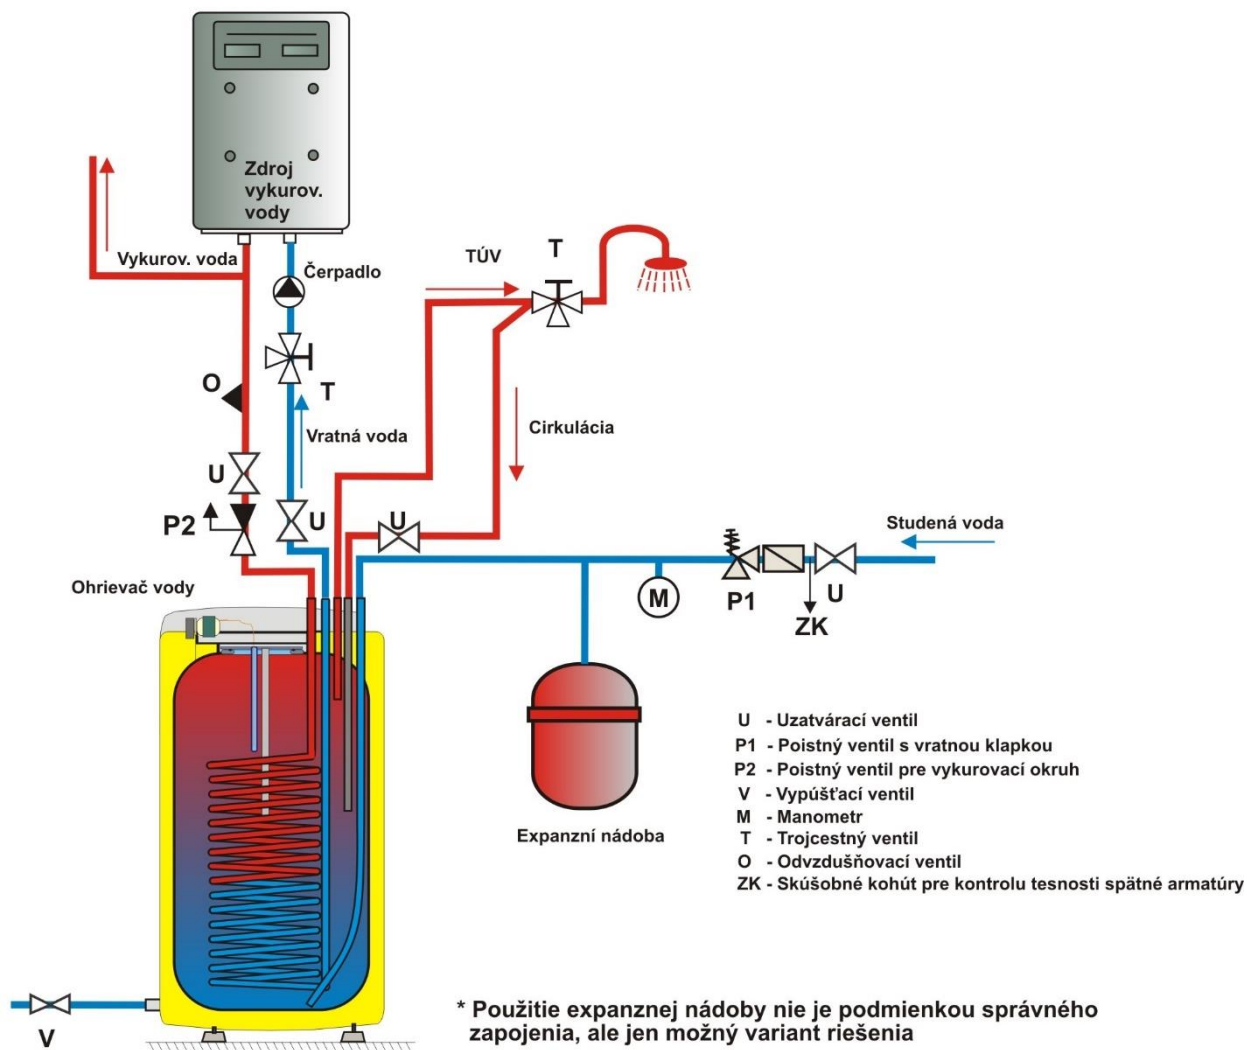 Zdroj
vykurov.
vody
Vykurov. voda
Čerpadlo
TÚV
T
O
T
Vratná voda
Cirkulácia
U
P2
U
U
Studená voda
Ohrievač vody
M
P1
U
ZK
Expanzní nádoba
U - Uzatvárací ventil
P1 - Poistný ventil s vratnou klapkou
P2 - Poistný ventil pre vykurovací okruh
V - Vypúšťací ventil
M - Manometr
T - Trojcestný ventil
O - Odvzdušňovací ventil
ZK - Skúšobné kohút pre kontrolu tesnosti spätné armatúry
V
* Použitie expanznej nádoby nie je podmienkou správného
zapojenia, ale jen možný variant riešenia